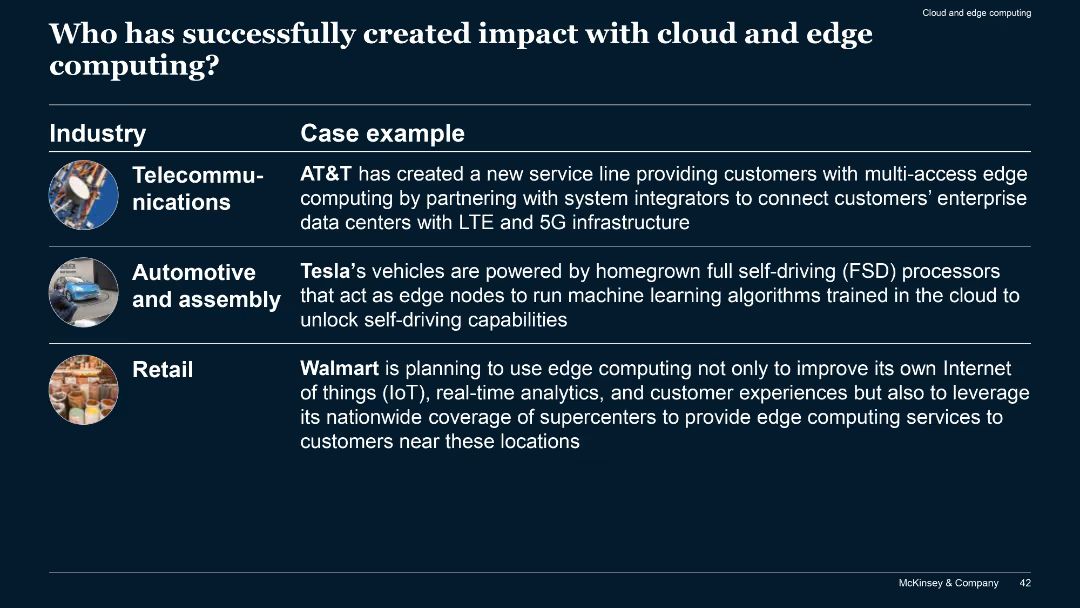 Cloud and edge computing
Who has successfully created impact with cloud and edge
computing?
Industry
Case example
Telecommu-
nications
AT&T has created a new service line providing customers with multi-access edge
computing by partnering with system integrators to connect customers’ enterprise
data centers with LTE and 5G infrastructure
Automotive
and assembly
Tesla’s vehicles are powered by homegrown full self-driving (FSD) processors
that act as edge nodes to run machine learning algorithms trained in the cloud to
unlock self-driving capabilities
Retail
Walmart is planning to use edge computing not only to improve its own Internet
of things (IoT), real-time analytics, and customer experiences but also to leverage
its nationwide coverage of supercenters to provide edge computing services to
customers near these locations
McKinsey & Company 42